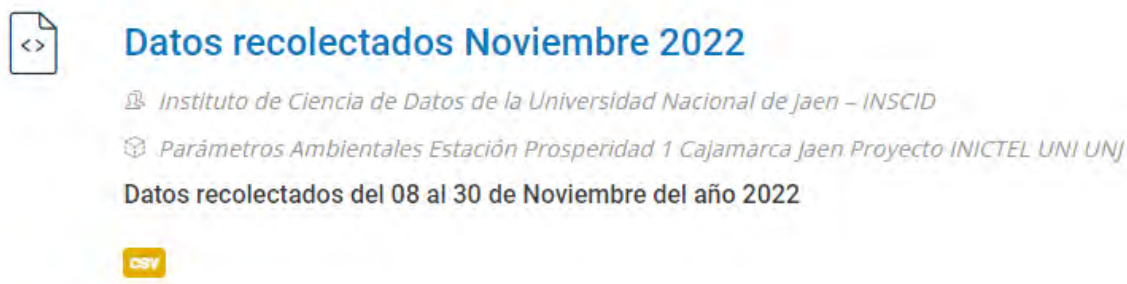 <>
Datos recolectados Noviembre 2022
Instituto de Ciencia de Datos de la Universidad Nacional de Jaen – INSCID
Parámetros Ambientales Estación Prosperidad 1 Cajamarca Jaen Proyecto INICTEL UNI UNJ
Datos recolectados del 08 al 30 de Noviembre del año 2022
CSV